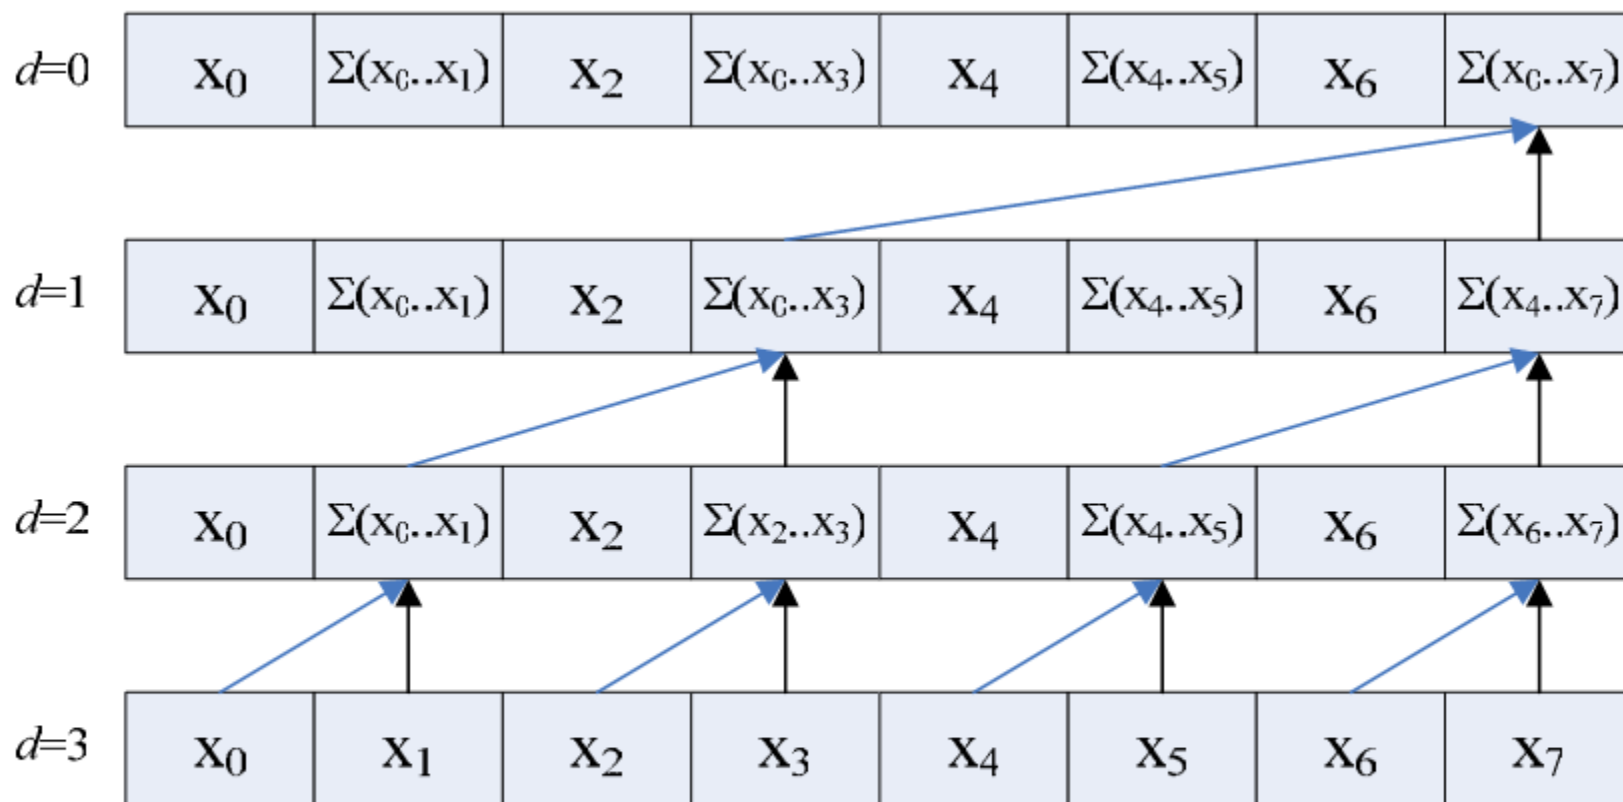 d=0 x₀ Σ(x₀..x₁) x₂ Σ(x₀..x₃) x₄ Σ(x₄..x₅) x₆ Σ(x₀..x₇)
d=1 x₀ Σ(x₀..x₁) x₂ Σ(x₀..x₃) x₄ Σ(x₄..x₅) x₆ Σ(x₄..x₇)
d=2 x₀ Σ(x₀..x₁) x₂ Σ(x₂..x₃) x₄ Σ(x₄..x₅) x₆ Σ(x₆..x₇)
d=3 x₀ x₁ x₂ x₃ x₄ x₅ x₆ x₇